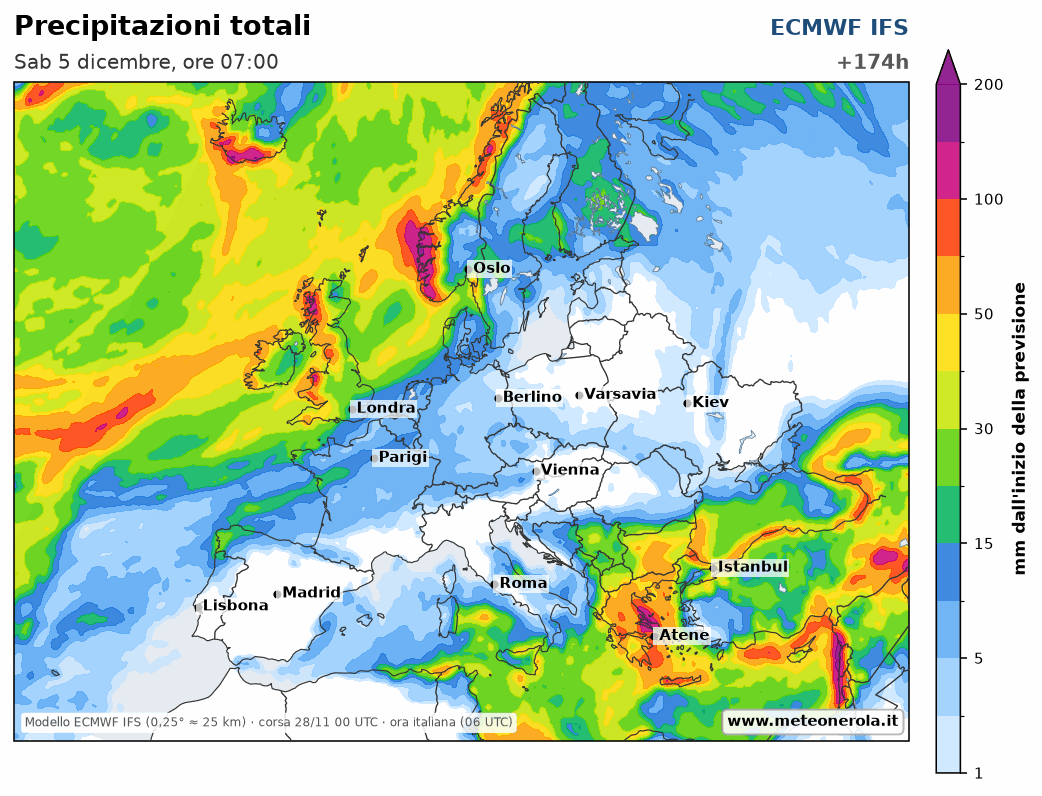 Precipitazioni totali
ECMWF IFS
Sab 5 dicembre, ore 07:00
+174h
200
100
50
30
15
5
1
mm dall'inizio della previsione
Oslo
Londra
Berlino
Varsavia
Kiev
Parigi
Vienna
Istanbul
Roma
Madrid
Lisbona
Atene
Modello ECMWF IFS (0,25° ≈ 25 km) · corsa 28/11 00 UTC · ora italiana (06 UTC)
www.meteonerola.it